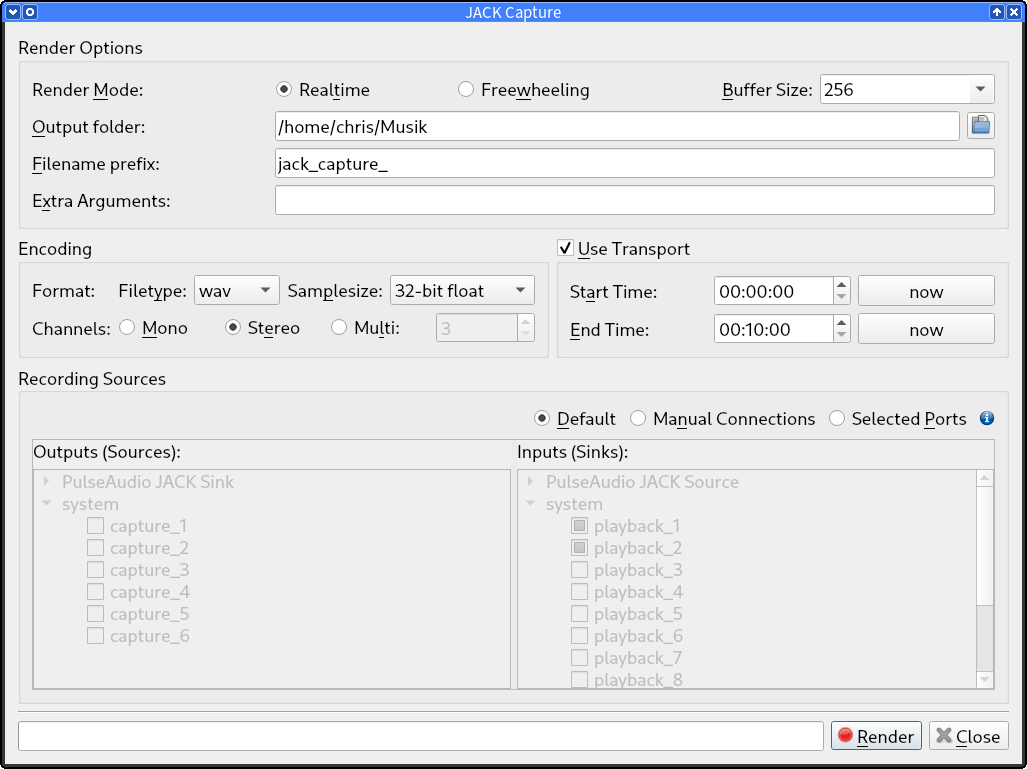 JACK Capture
Render Options
Render Mode: Realtime Freewheeling Buffer Size: 256
Output folder: /home/chris/Musik
Filename prefix: jack_capture_
Extra Arguments:
Encoding
Use Transport
Format: Filetype: wav Samplesize: 32-bit float
Channels: Mono Stereo Multi: 3
Start Time: 00:00:00 now
End Time: 00:10:00 now
Recording Sources
Default Manual Connections Selected Ports
Outputs (Sources):
PulseAudio JACK Sink
system
capture_1
capture_2
capture_3
capture_4
capture_5
capture_6
Inputs (Sinks):
PulseAudio JACK Source
system
playback_1
playback_2
playback_3
playback_4
playback_5
playback_6
playback_7
playback_8
Render Close